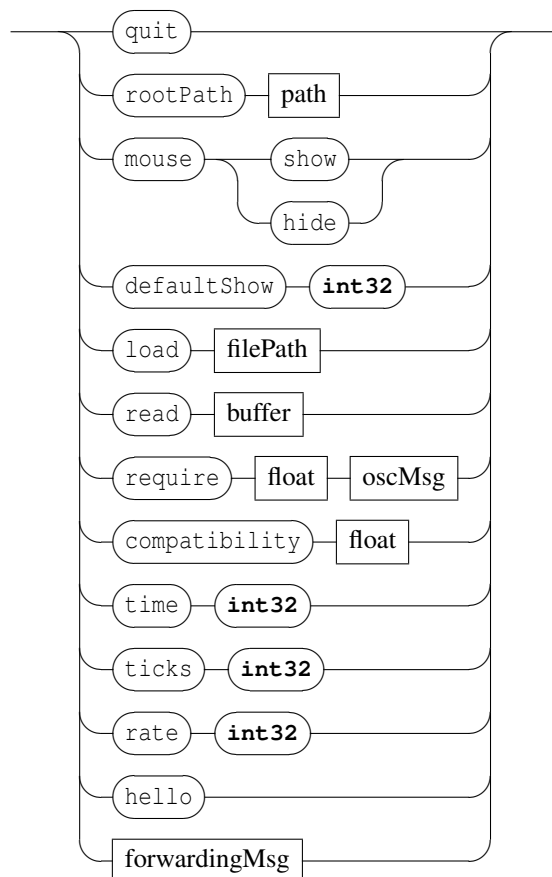 quit
rootPath path
mouse show
hide
defaultShow int32
load filePath
read buffer
require float oscMsg
compatibility float
time int32
ticks int32
rate int32
hello
forwardingMsg